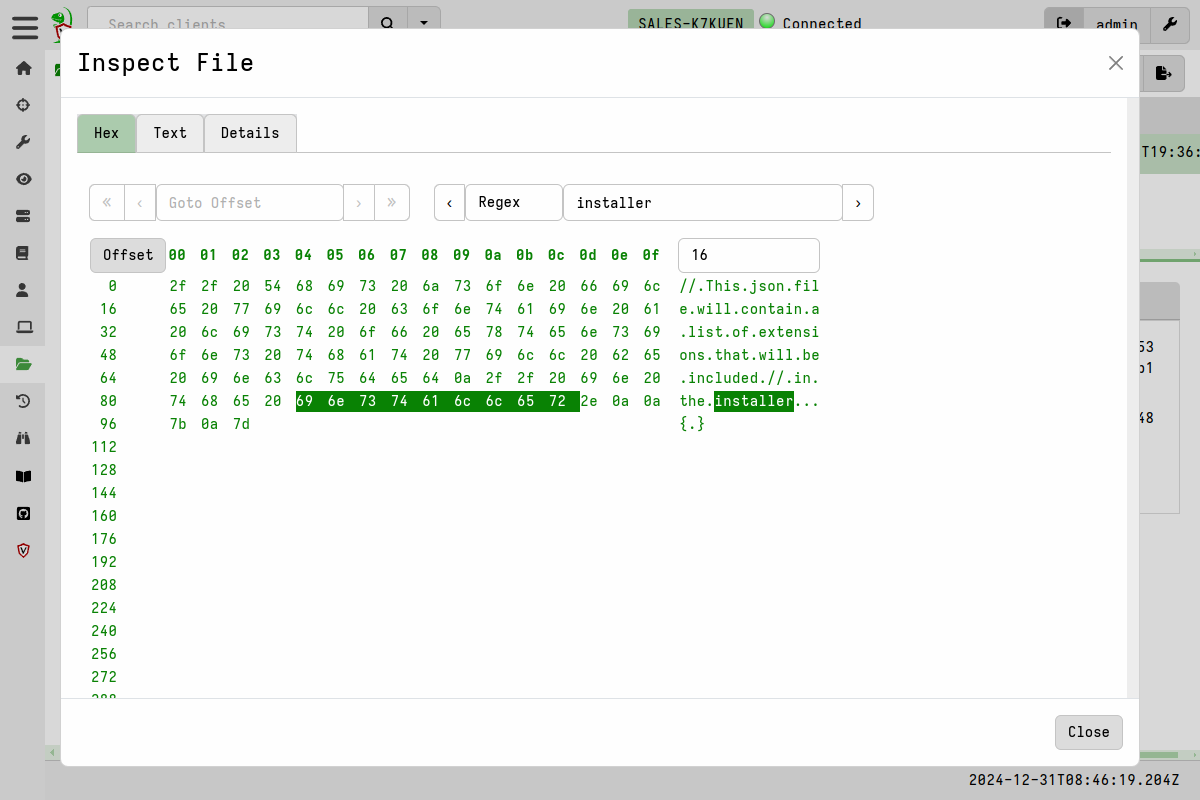 Search clients
SALES-K7KUEN Connected
admin
Inspect File
Hex Text Details
T19:36:
« ‹ Goto Offset › » ‹ Regex installer ›
Offset 00 01 02 03 04 05 06 07 08 09 0a 0b 0c 0d 0e 0f 16
0 2f 2f 20 54 68 69 73 20 6a 73 6f 6e 20 66 69 6c //.This.json.fil
16 65 20 77 69 6c 6c 20 63 6f 6e 74 61 69 6e 20 61 e.will.contain.a
32 20 6c 69 73 74 20 6f 66 20 65 78 74 65 6e 73 69 .list.of.extensi
48 6f 6e 73 20 74 68 61 74 20 77 69 6c 6c 20 62 65 ons.that.will.be
64 20 69 6e 63 6c 75 64 65 64 0a 2f 2f 20 69 6e 20 .included.//.in.
80 74 68 65 20 69 6e 73 74 61 6c 6c 65 72 2e 0a 0a the.installer...
96 7b 0a 7d {.}
112
128
144
160
176
192
208
224
240
256
272
53
48
Close
2024-12-31T08:46:19.204Z